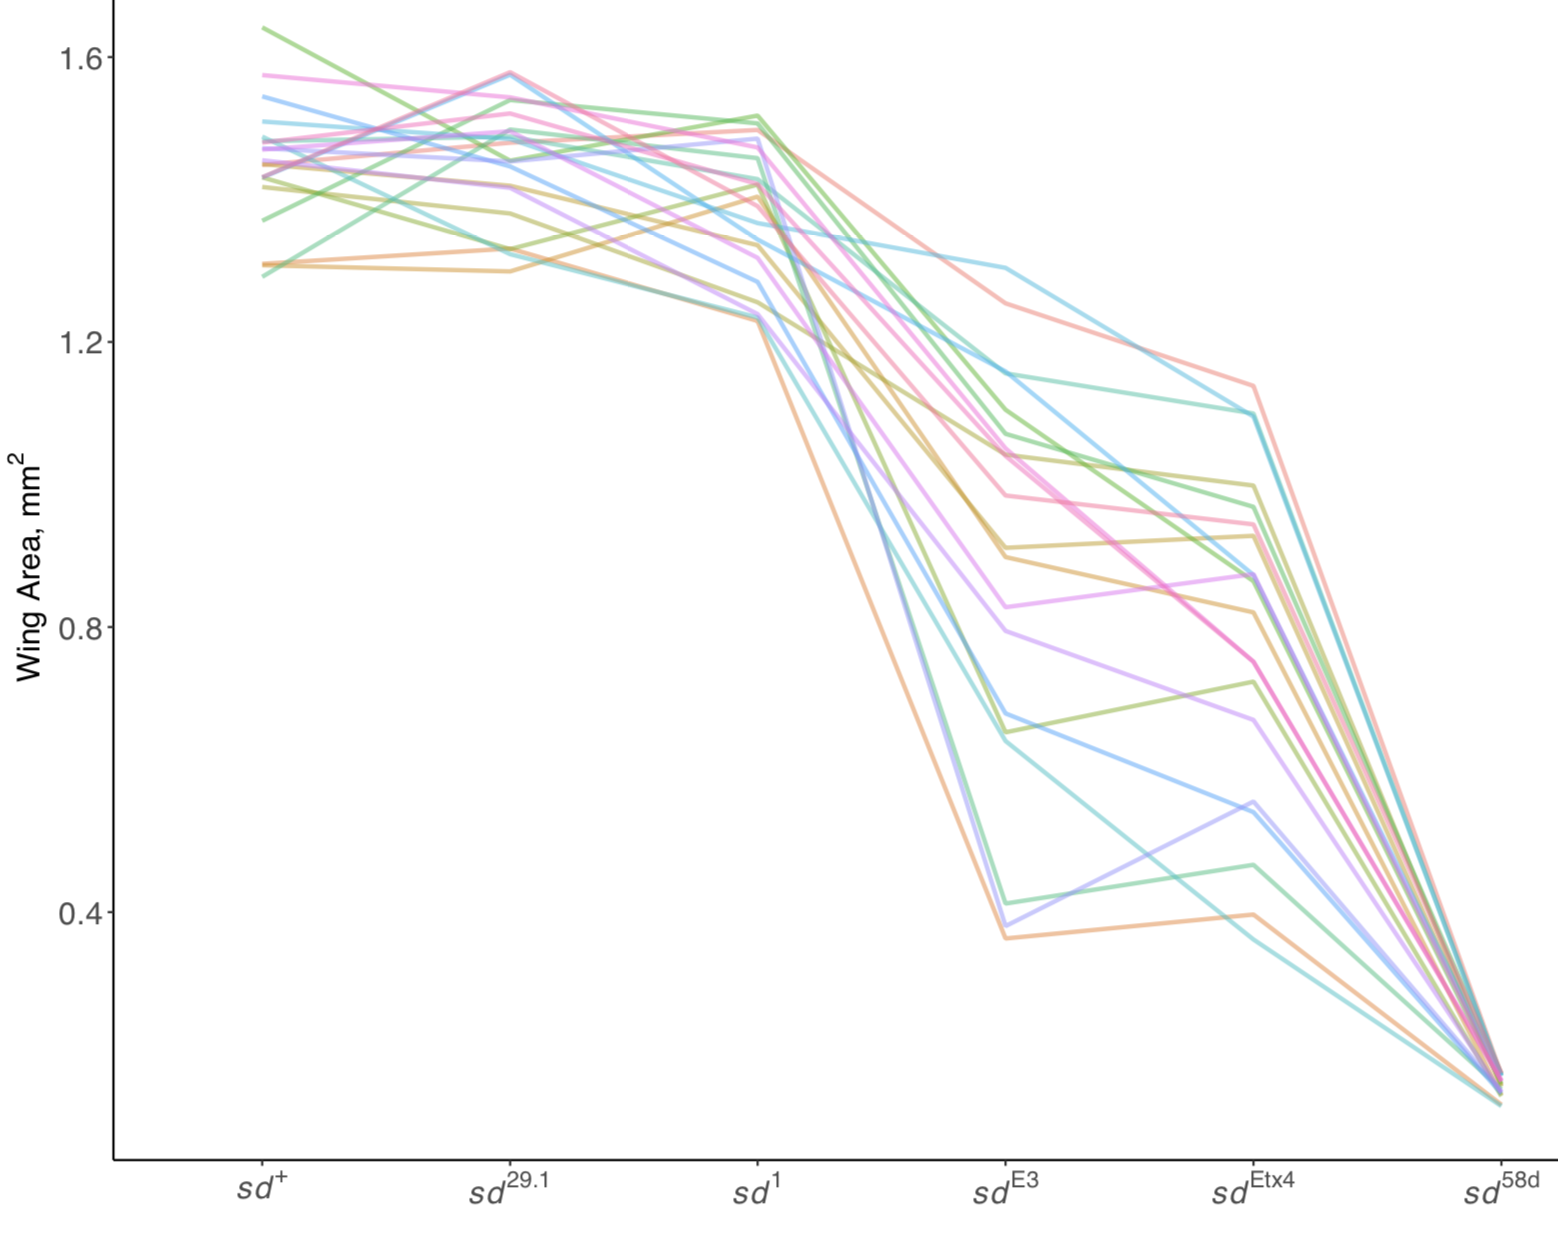 1.6
1.2
0.8
0.4
Wing Area, mm²
sd⁺
sd²⁹·¹
sd¹
sdᴱ³
sdᴱᵗˣ⁴
sd⁵⁸ᵈ